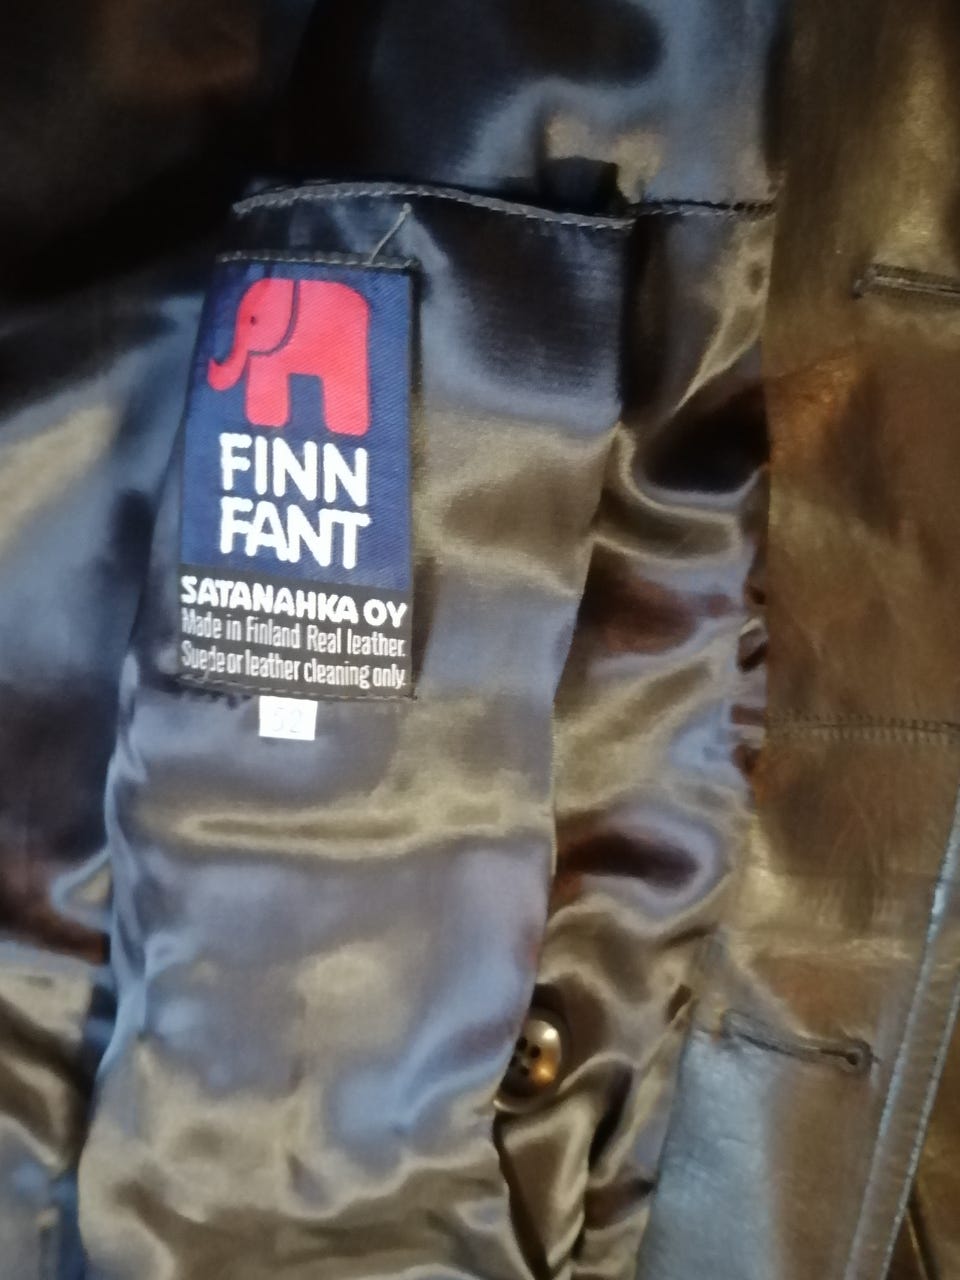 FINN
FANT
SATANAHKA OY
Made in Finland Real leather.
Suede or leather cleaning only.
52